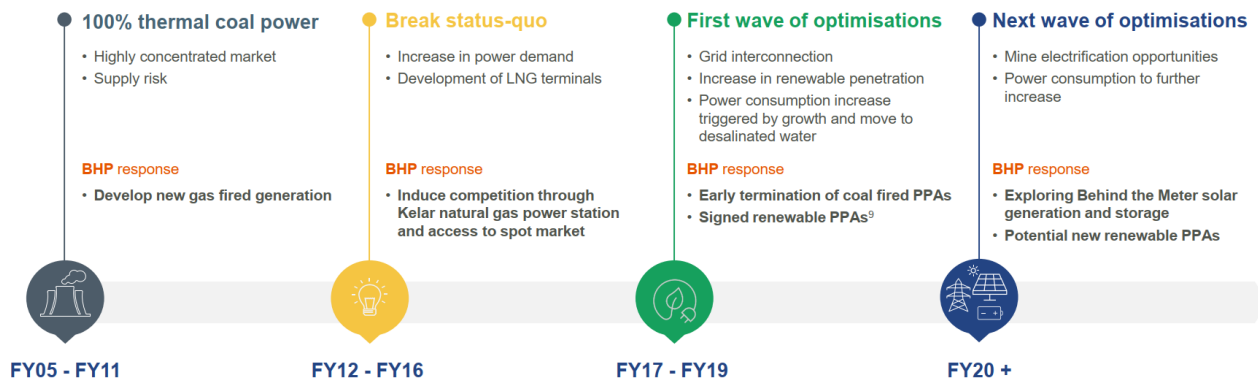 100% thermal coal power
• Highly concentrated market
• Supply risk
BHP response
• Develop new gas fired generation
FY05 - FY11
Break status-quo
• Increase in power demand
• Development of LNG terminals
BHP response
• Induce competition through
Kelar natural gas power station
and access to spot market
FY12 - FY16
First wave of optimisations
• Grid interconnection
• Increase in renewable penetration
• Power consumption increase
triggered by growth and move to
desalinated water
BHP response
• Early termination of coal fired PPAs
• Signed renewable PPAs⁹
FY17 - FY19
Next wave of optimisations
• Mine electrification opportunities
• Power consumption to further
increase
BHP response
• Exploring Behind the Meter solar
generation and storage
• Potential new renewable PPAs
FY20 +